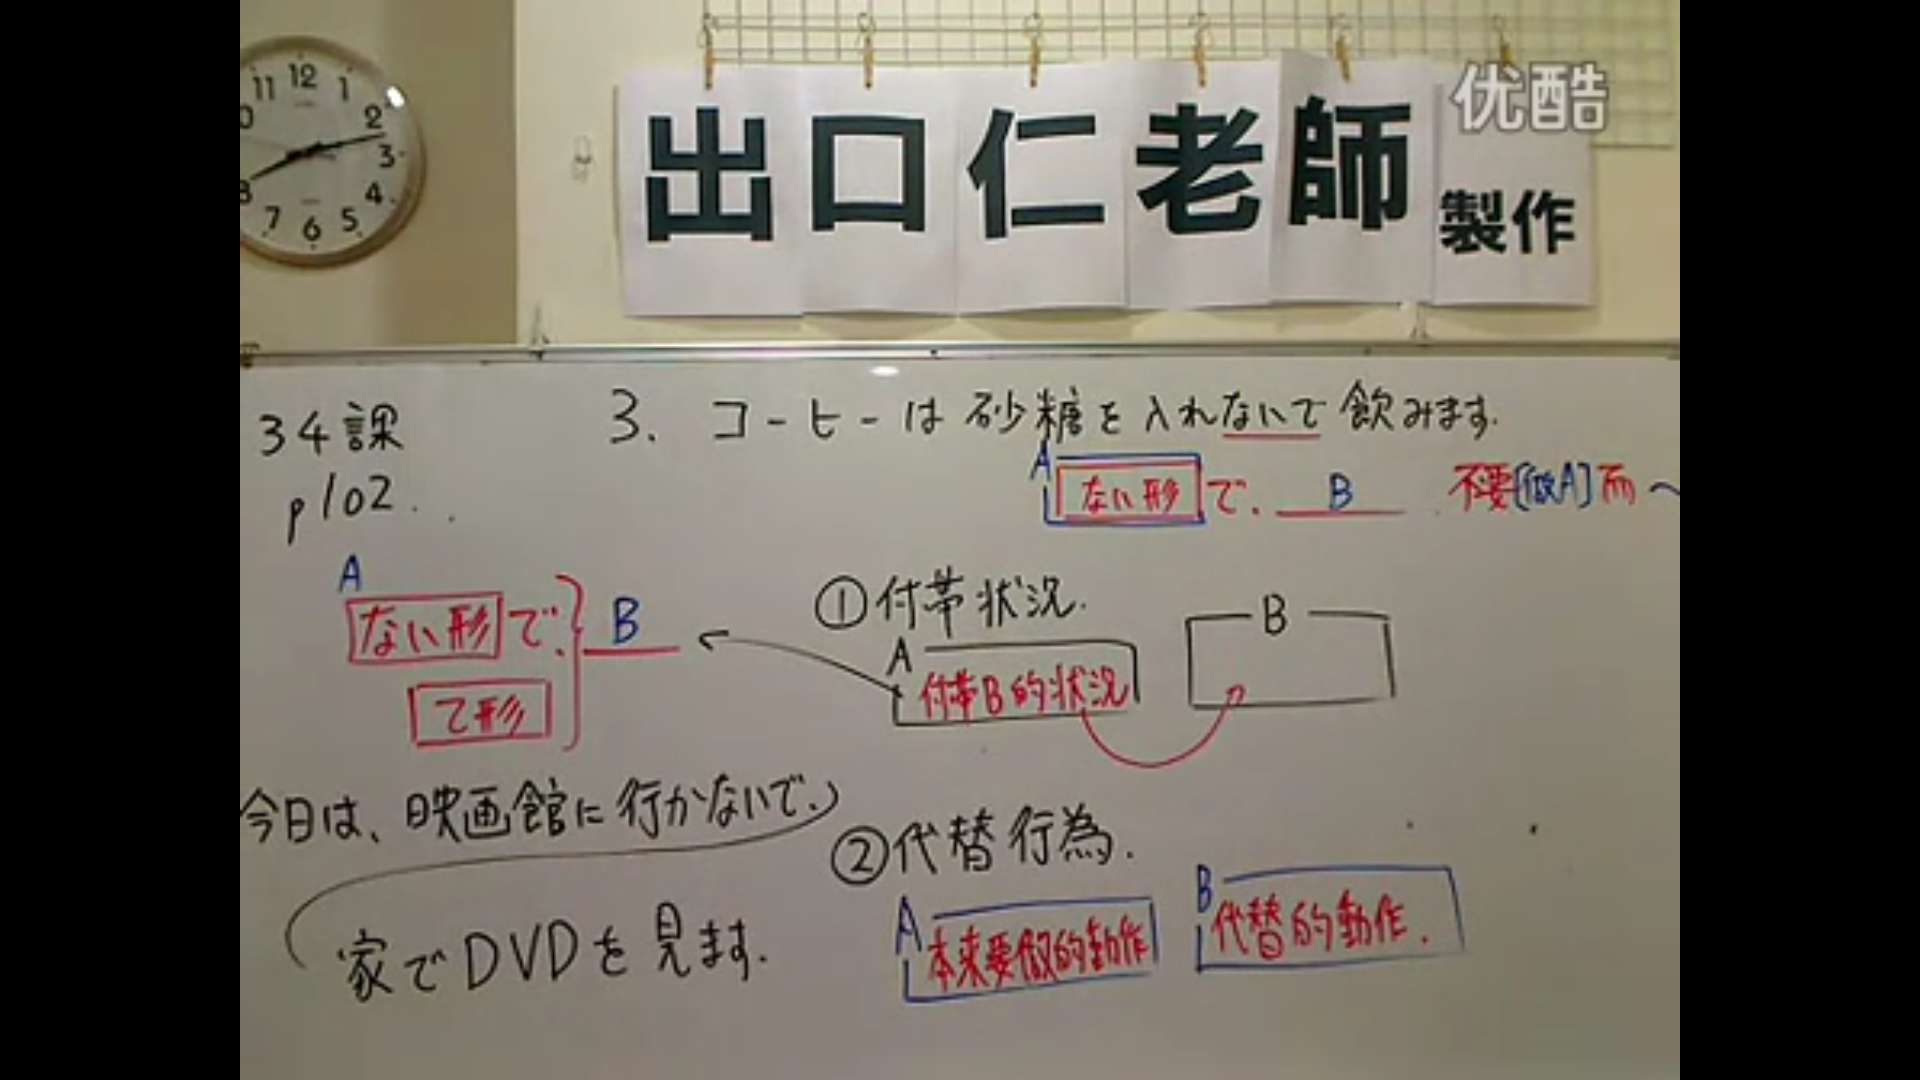 11 12 1
0 2
3
8 4
7 6 5
出口仁老師
製作
优酷
34課
p102.
3. コーヒーは砂糖を入れないで飲みます.
A
ない形で、 B 不要[做A]而~
A
ない形で、 B
て形
①付帯状況.
A
付帯B的状況
B
今日は、映画館に行かないで、
家でDVDを見ます.
②代替行為.
A
本来要做的動作
B
代替的動作.